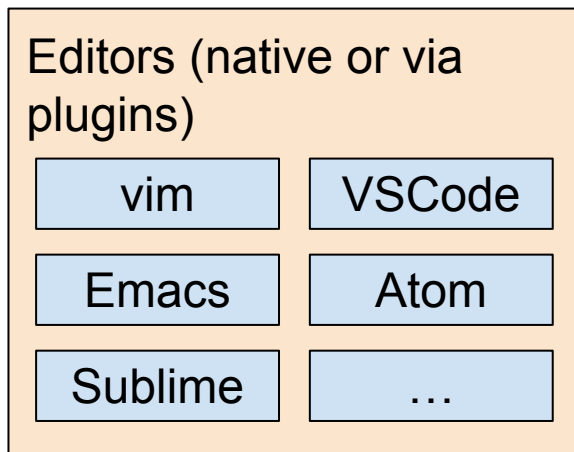 Editors (native or via
plugins)
vim
VSCode
Emacs
Atom
Sublime
…